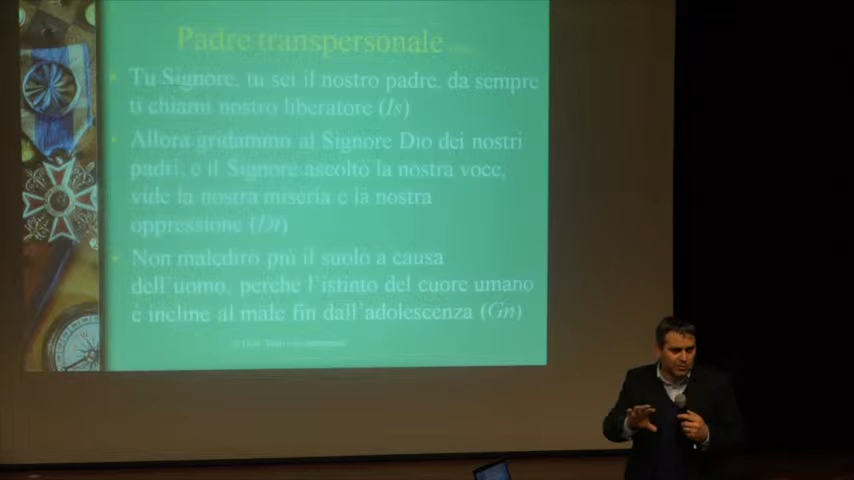 Padre transpersonale
• Tu Signore, tu sei il nostro padre, da sempre
ti chiami nostro liberatore (Is)
• Allora gridammo al Signore Dio dei nostri
padri, e il Signore ascoltò la nostra voce,
vide la nostra miseria e la nostra
oppressione (Dt)
• Non maledirò più il suolo a causa
dell'uomo, perché l'istinto del cuore umano
è incline al male fin dall'adolescenza (Gn)